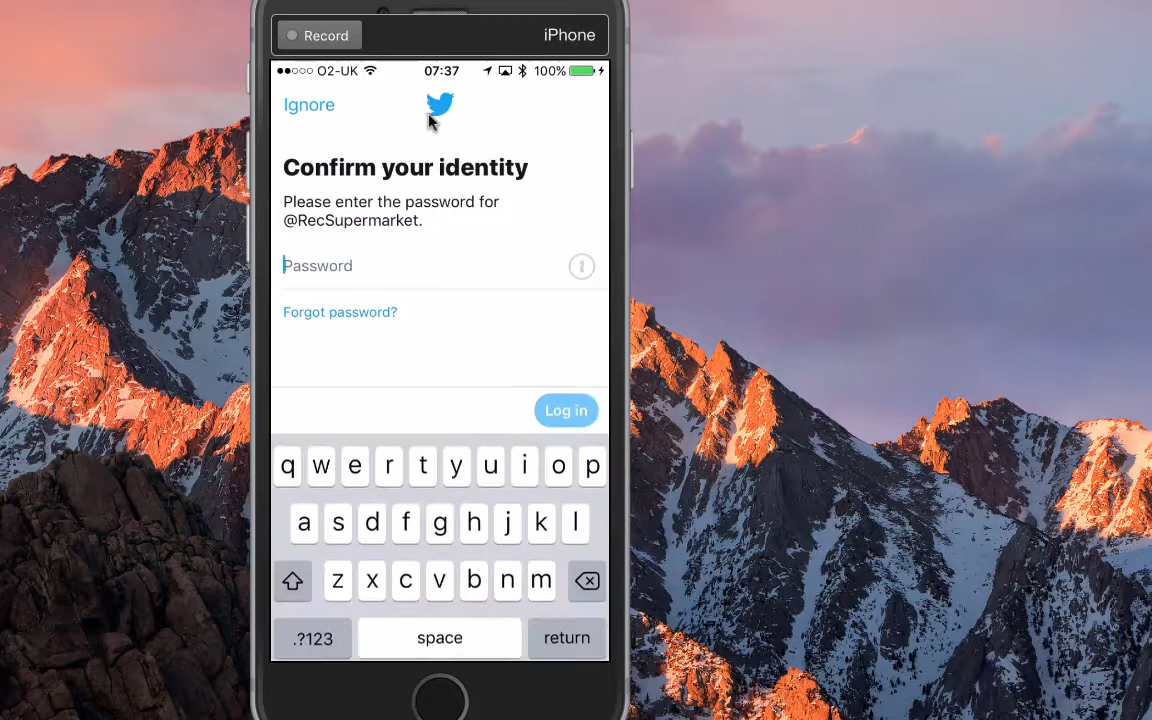 Record
iPhone
O2-UK 07:37 100%
Ignore
Confirm your identity
Please enter the password for
@RecSupermarket.
Password
Forgot password?
Log in
q w e r t y u i o p
a s d f g h j k l
z x c v b n m
.?123 space return